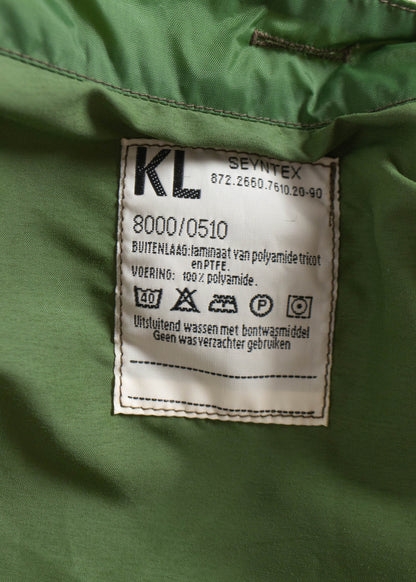 KL
SEYNTEX
872.2660.7610.20-90
8000/0510
BUITENLAAG:laminaat van polyamide tricot
en PTFE.
VOERING: 100% polyamide.
40 P
Uitsluitend wassen met bontwasmiddel
Geen wasverzachter gebruiken